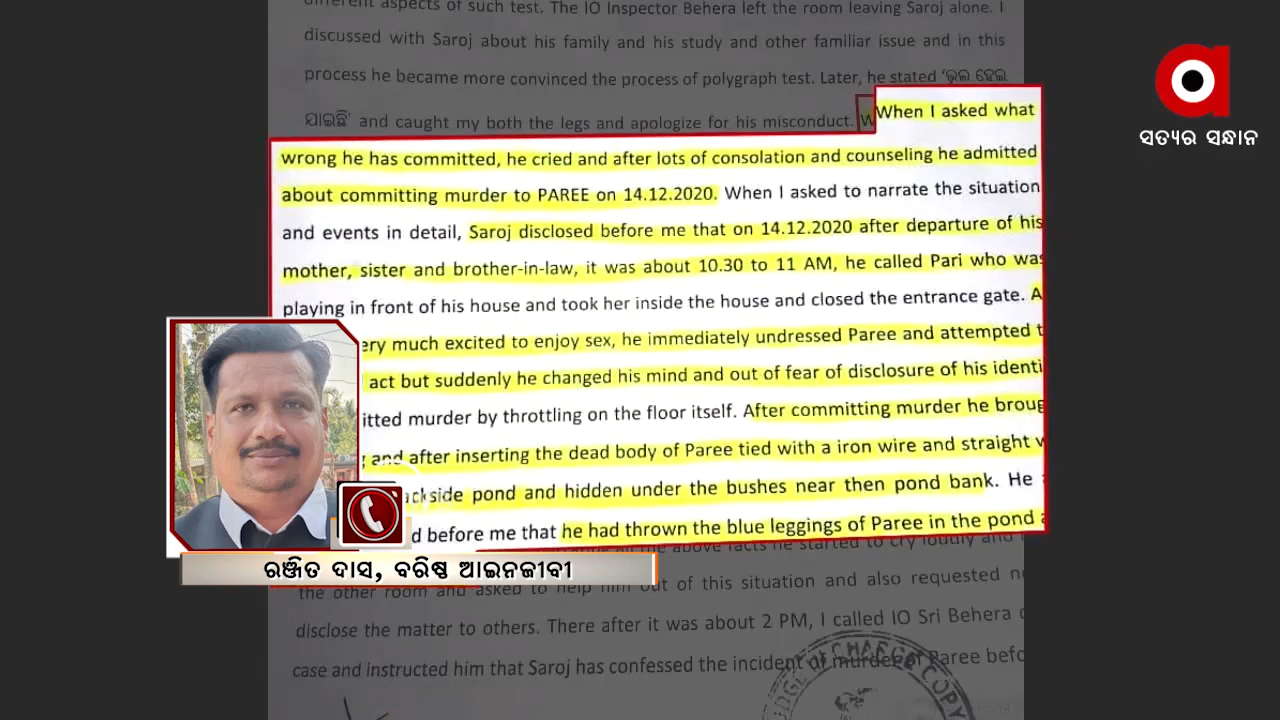 different aspects of such test. The IO Inspector Behera left the room leaving Saroj alone. I
discussed with Saroj about his family and his study and other familiar issue and in this
process he became more convinced the process of polygraph test. Later, he stated 'ଭୁଲ ହେଇ
ଯାଇଛି' and caught my both the legs and apologize for his misconduct. W
When I asked what
wrong he has committed, he cried and after lots of consolation and counseling he admitted
about committing murder to PAREE on 14.12.2020. When I asked to narrate the situation
and events in detail, Saroj disclosed before me that on 14.12.2020 after departure of his
mother, sister and brother-in-law, it was about 10.30 to 11 AM, he called Pari who was
playing in front of his house and took her inside the house and closed the entrance gate. A
ery much excited to enjoy sex, he immediately undressed Paree and attempted t
act but suddenly he changed his mind and out of fear of disclosure of his identi
itted murder by throttling on the floor itself. After committing murder he broug
and after inserting the dead body of Paree tied with a iron wire and straight w
ackside pond and hidden under the bushes near then pond bank. He
d before me that he had thrown the blue leggings of Paree in the pond a
above facts he started to cry loudly and
the other room and asked to help him out of this situation and also requested n
disclose the matter to others. There after it was about 2 PM, I called IO Sri Behera
case and instructed him that Saroj has confessed the incident of murder of Paree befo
a
ସତ୍ୟର ସନ୍ଧାନ
ରଞ୍ଜିତ ଦାସ, ବରିଷ୍ଠ ଆଇନଜୀବୀ